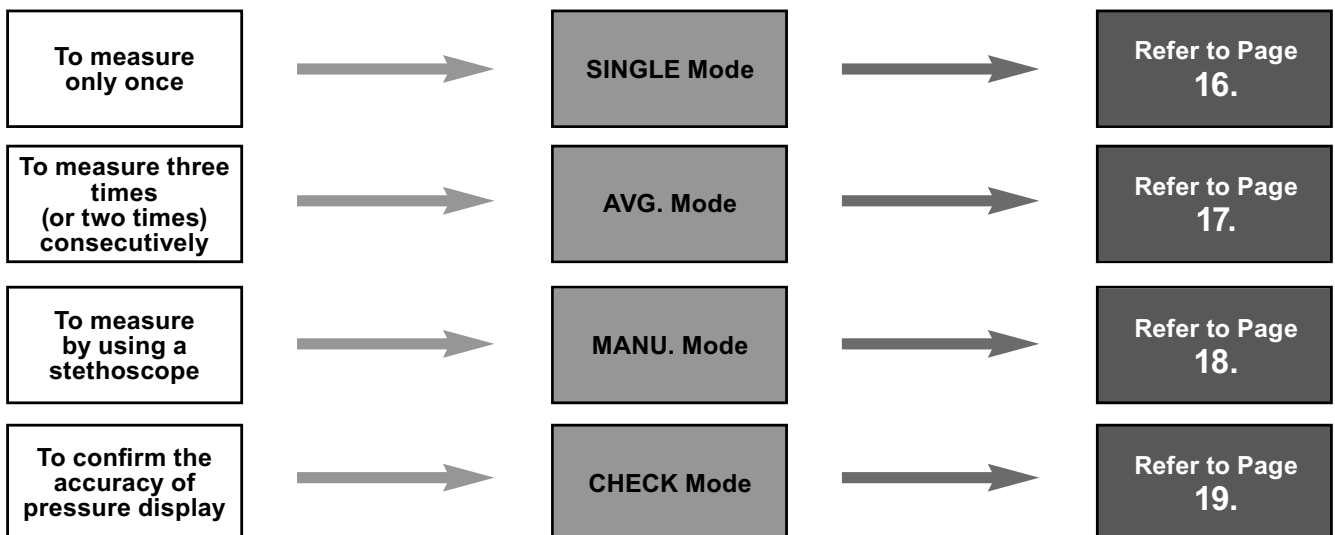 To measure
only once
SINGLE Mode
Refer to Page
16.
To measure three
times
(or two times)
consecutively
AVG. Mode
Refer to Page
17.
To measure
by using a
stethoscope
MANU. Mode
Refer to Page
18.
To confirm the
accuracy of
pressure display
CHECK Mode
Refer to Page
19.